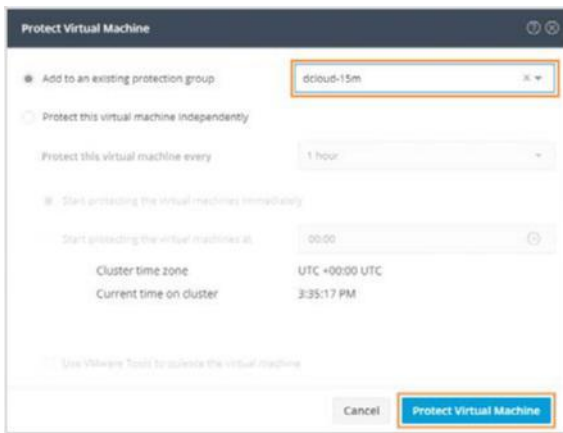 Protect Virtual Machine
Add to an existing protection group
dcloud-15m
Protect this virtual machine independently
Protect this virtual machine every
1 hour
Start protecting the virtual machines immediately
Start protecting the virtual machines at
00:00
Cluster time zone
UTC +00:00 UTC
Current time on cluster
3:35:17 PM
Use VMware Tools to quiesce the virtual machine
Cancel
Protect Virtual Machine